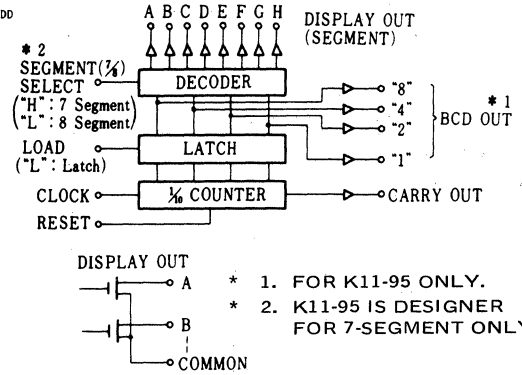 DD
A B C D E F G H
DISPLAY OUT
(SEGMENT)
* 2
SEGMENT(7/8)
SELECT
("H": 7 Segment)
("L": 8 Segment)
DECODER
"8"
"4"
"2"
"1"
* 1
BCD OUT
LOAD
("L": Latch)
LATCH
CLOCK
1/10 COUNTER
CARRY OUT
RESET
DISPLAY OUT
A
B
COMMON
* 1. FOR K11-95 ONLY.
* 2. K11-95 IS DESIGNER
FOR 7-SEGMENT ONLY